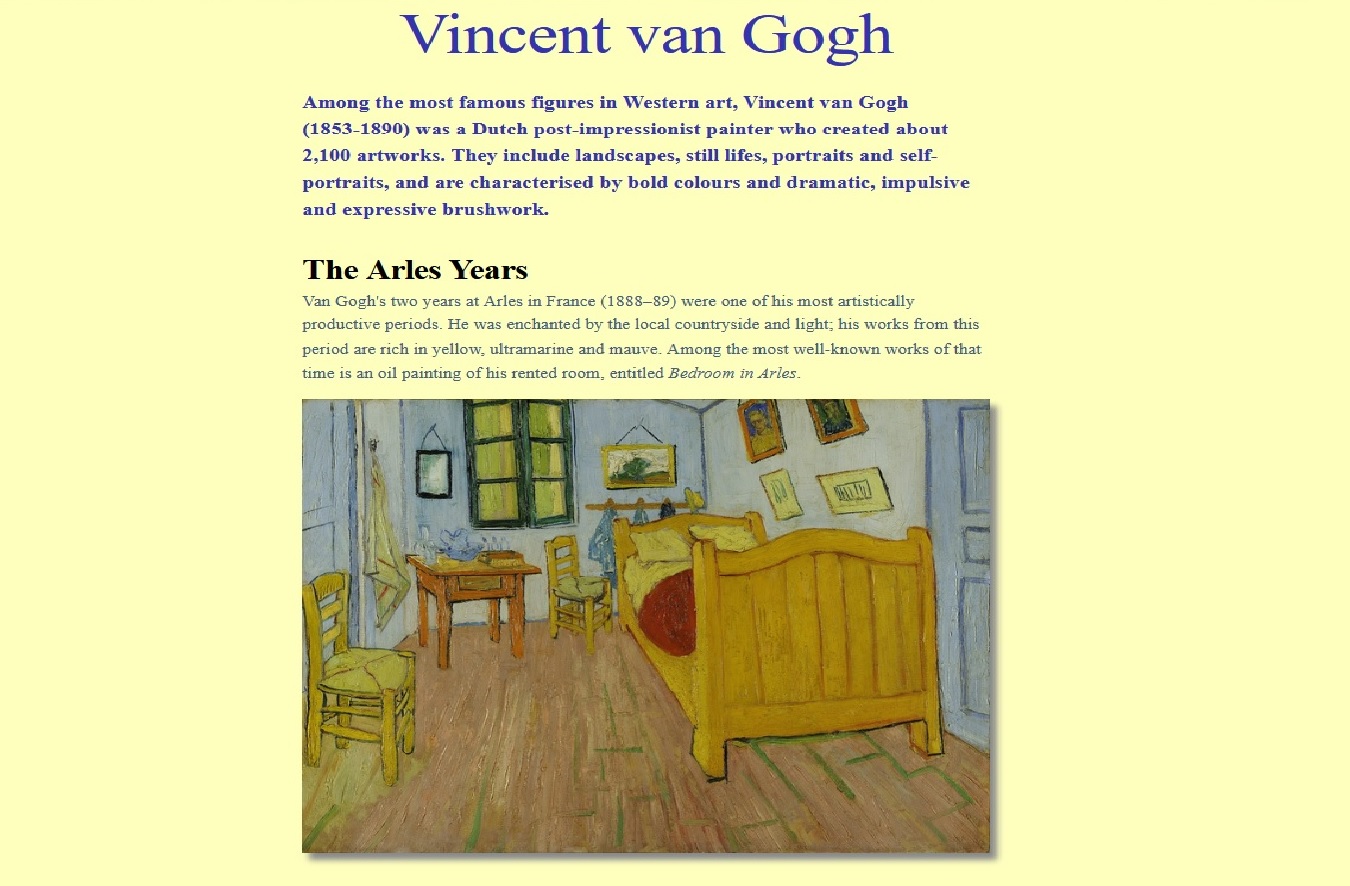 Vincent van Gogh
Among the most famous figures in Western art, Vincent van Gogh
(1853-1890) was a Dutch post-impressionist painter who created about
2,100 artworks. They include landscapes, still lifes, portraits and self-
portraits, and are characterised by bold colours and dramatic, impulsive
and expressive brushwork.
The Arles Years
Van Gogh's two years at Arles in France (1888–89) were one of his most artistically
productive periods. He was enchanted by the local countryside and light; his works from this
period are rich in yellow, ultramarine and mauve. Among the most well-known works of that
time is an oil painting of his rented room, entitled Bedroom in Arles.